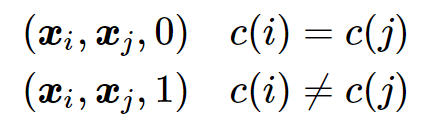 (𝒙ᵢ, 𝒙ⱼ, 0) c(i) = c(j)
(𝒙ᵢ, 𝒙ⱼ, 1) c(i) ≠ c(j)